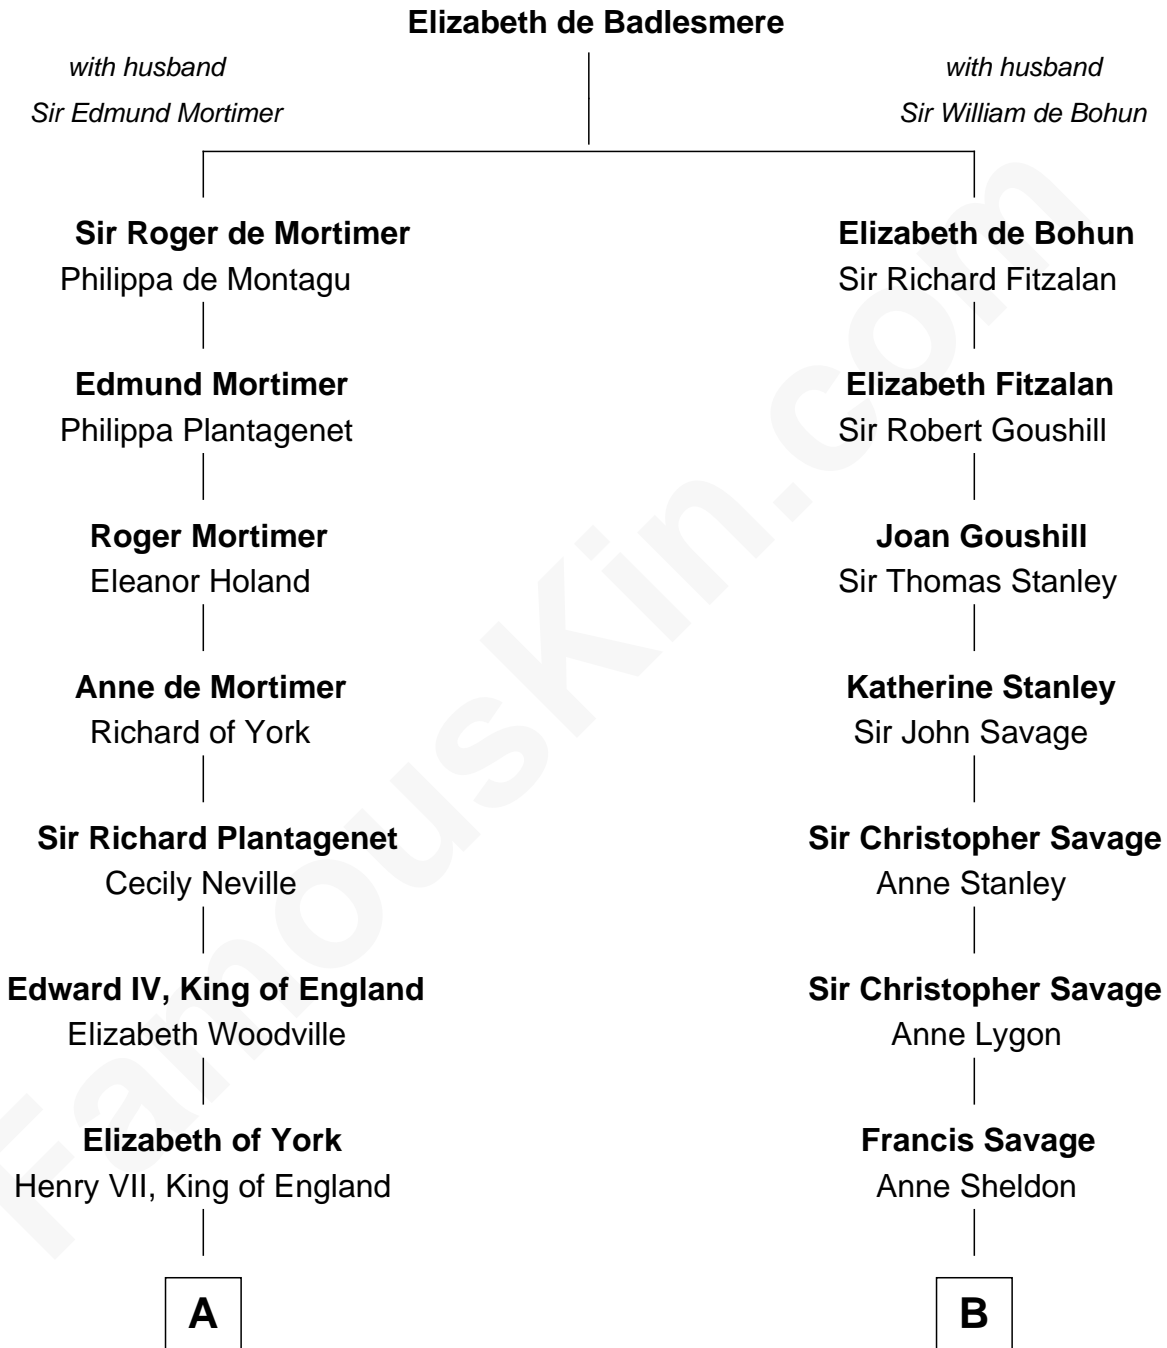 Elizabeth de Badlesmere
with husband
Sir Edmund Mortimer
with husband
Sir William de Bohun
Sir Roger de Mortimer
Philippa de Montagu
Edmund Mortimer
Philippa Plantagenet
Roger Mortimer
Eleanor Holand
Anne de Mortimer
Richard of York
Sir Richard Plantagenet
Cecily Neville
Edward IV, King of England
Elizabeth Woodville
Elizabeth of York
Henry VII, King of England
A
Elizabeth de Bohun
Sir Richard Fitzalan
Elizabeth Fitzalan
Sir Robert Goushill
Joan Goushill
Sir Thomas Stanley
Katherine Stanley
Sir John Savage
Sir Christopher Savage
Anne Stanley
Sir Christopher Savage
Anne Lygon
Francis Savage
Anne Sheldon
B
FamousKin.com